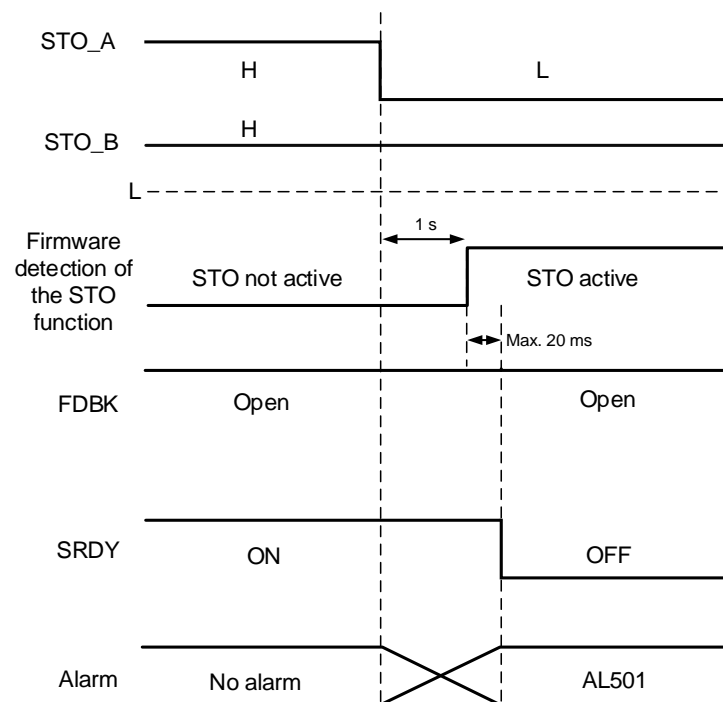 STO_A
H
L
STO_B
H
L
1 s
Firmware
detection of
the STO
function
STO not active
STO active
Max. 20 ms
FDBK
Open
Open
SRDY
ON
OFF
Alarm
No alarm
AL501